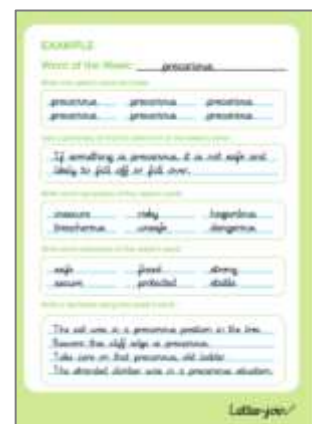 EXAMPLE
Word of the Week: precarious
precarious precarious precarious
precarious precarious precarious
If something is precarious, it is not safe and
likely to fall off or fall over.
insecure risky hazardous
treacherous unsafe dangerous
safe fixed strong
secure protected stable
The cat was in a precarious position in the tree.
Beware the cliff edge is precarious.
Take care on that precarious, old ladder.
The stranded climber was in a precarious situation.
Letter-join